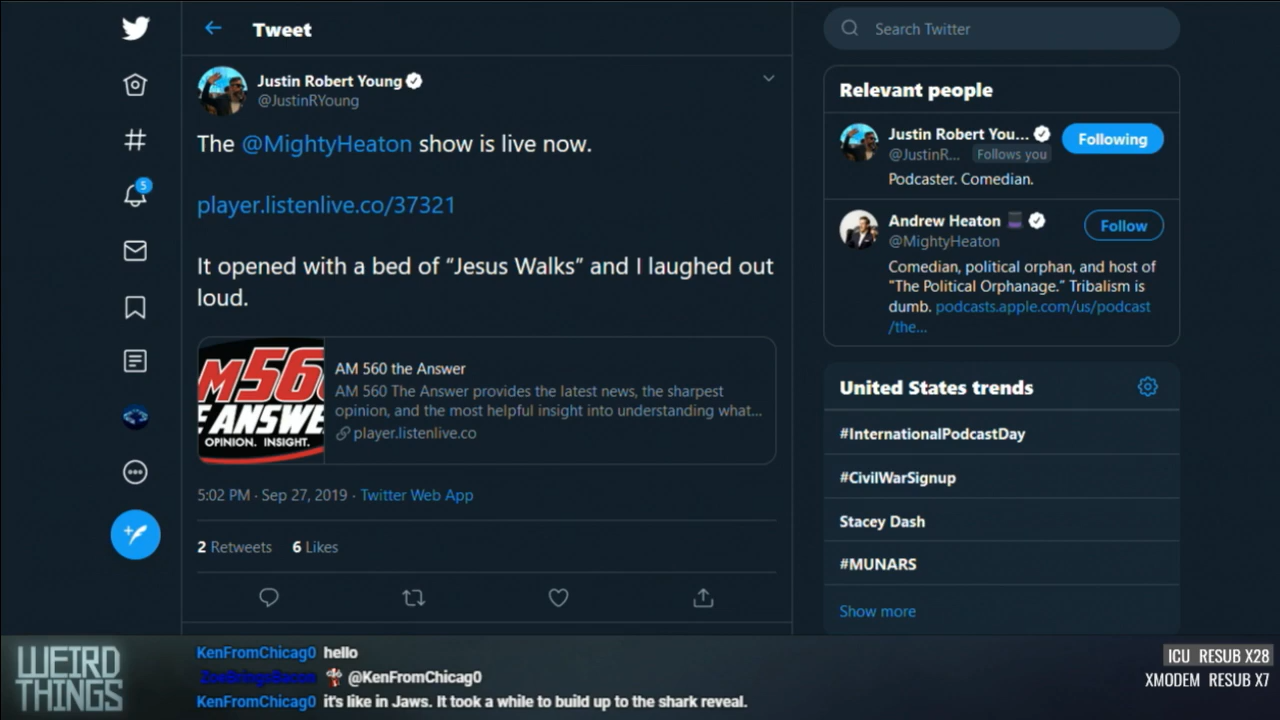 Tweet
Search Twitter
Justin Robert Young
@JustinRYoung
The @MightyHeaton show is live now.
player.listenlive.co/37321
It opened with a bed of “Jesus Walks” and I laughed out
loud.
M560
E ANSWE
OPINION. INSIGHT.
AM 560 the Answer
AM 560 The Answer provides the latest news, the sharpest
opinion, and the most helpful insight into understanding what...
player.listenlive.co
5:02 PM · Sep 27, 2019 · Twitter Web App
2 Retweets 6 Likes
5
Relevant people
Justin Robert You...
@JustinR... Follows you
Following
Podcaster. Comedian.
Andrew Heaton
@MightyHeaton
Follow
Comedian, political orphan, and host of
"The Political Orphanage." Tribalism is
dumb. podcasts.apple.com/us/podcast
/the...
United States trends
#InternationalPodcastDay
#CivilWarSignup
Stacey Dash
#MUNARS
Show more
WEIRD
THINGS
KenFromChicag0 hello
ZoeBringsBacon @KenFromChicag0
KenFromChicag0 it's like in Jaws. It took a while to build up to the shark reveal.
ICU RESUB X28
XMODEM RESUB X7